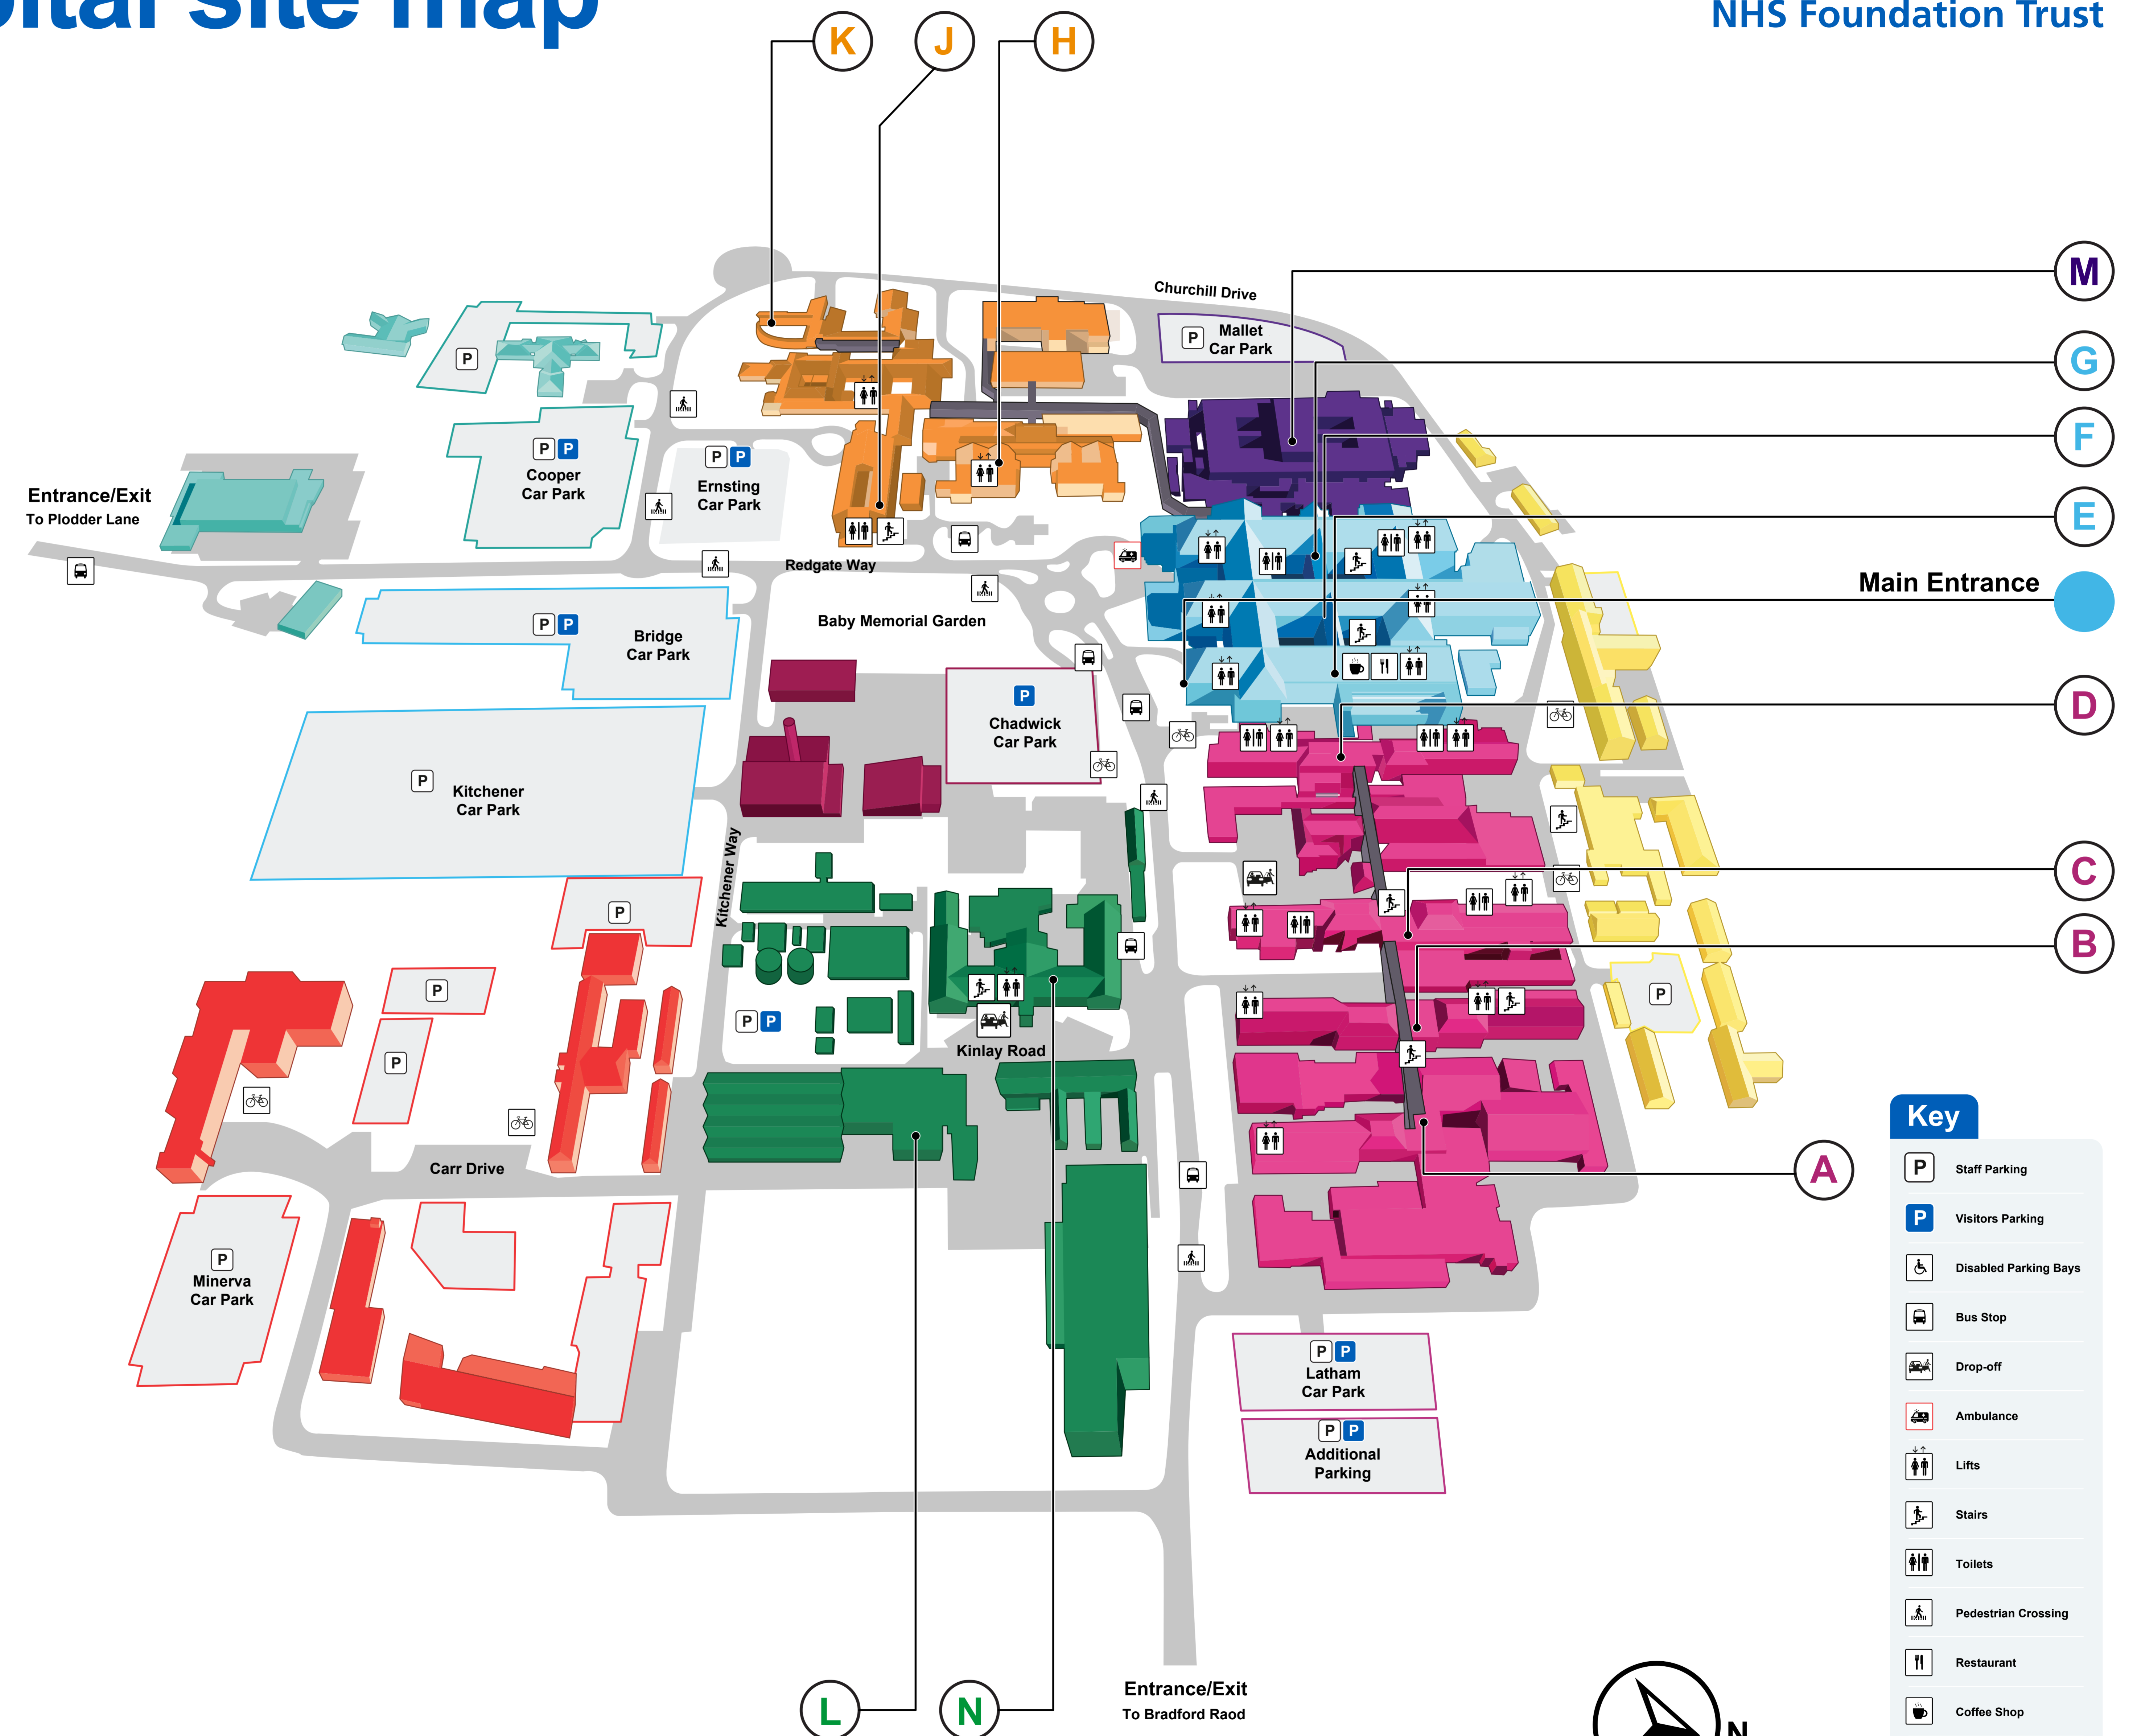 pital site map
NHS Foundation Trust
K
J
H
M
Churchill Drive
P
Mallet
Car Park
G
F
E
P
P P
Cooper
Car Park
P P
Ernsting
Car Park
Entrance/Exit
To Plodder Lane
Redgate Way
Main Entrance
Baby Memorial Garden
P P
Bridge
Car Park
P
Chadwick
Car Park
D
P
Kitchener
Car Park
Kitchener Way
C
B
P
P
P
P
P P
Kinlay Road
Carr Drive
A
P
Minerva
Car Park
P P
Latham
Car Park
P P
Additional
Parking
Key
P Staff Parking
P Visitors Parking
Disabled Parking Bays
Bus Stop
Drop-off
Ambulance
Lifts
Stairs
Toilets
Pedestrian Crossing
Restaurant
Coffee Shop
L
N
Entrance/Exit
To Bradford Raod
N